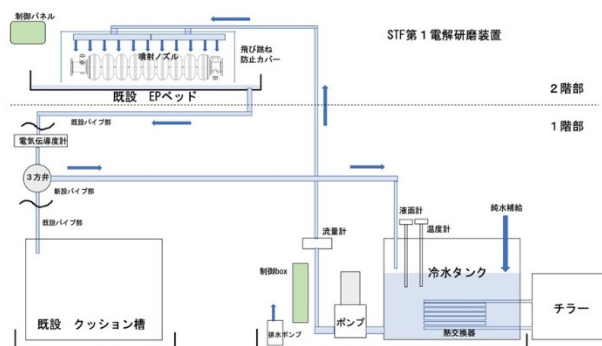 制御パネル
STF第1電解研磨装置
噴射ノズル
飛び跳ね
防止カバー
既設 EPベッド
2階部
1階部
既設パイプ部
電気伝導度計
3方弁
新設パイプ部
既設パイプ部
液面計
温度計
純水補給
流量計
冷水タンク
制御box
既設 クッション槽
排水ポンプ
ポンプ
熱交換器
チラー